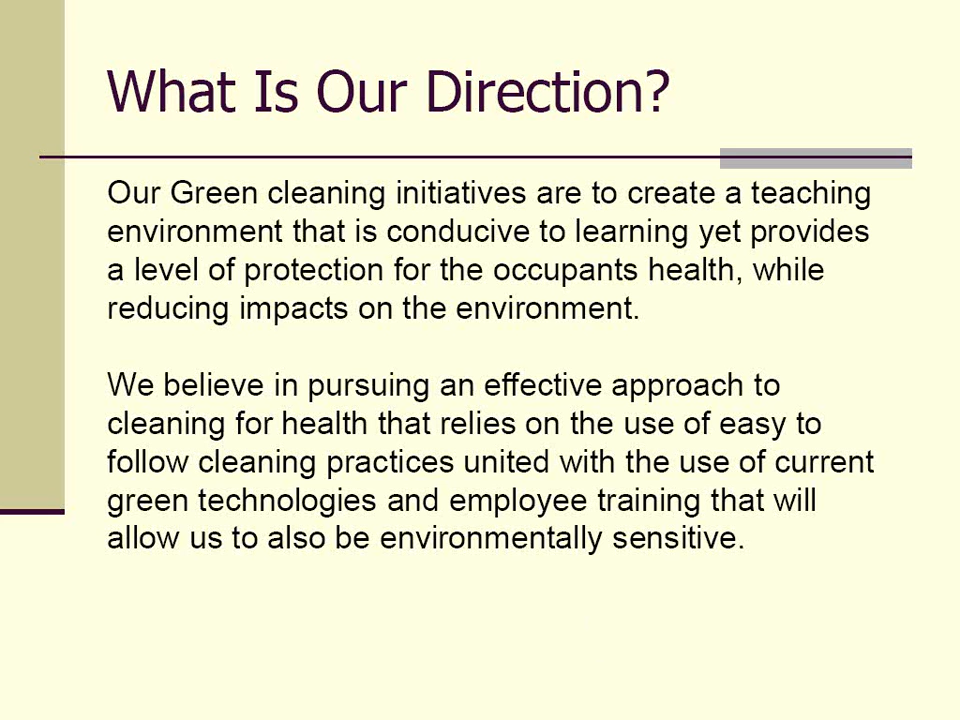 What Is Our Direction?
Our Green cleaning initiatives are to create a teaching
environment that is conducive to learning yet provides
a level of protection for the occupants health, while
reducing impacts on the environment.
We believe in pursuing an effective approach to
cleaning for health that relies on the use of easy to
follow cleaning practices united with the use of current
green technologies and employee training that will
allow us to also be environmentally sensitive.